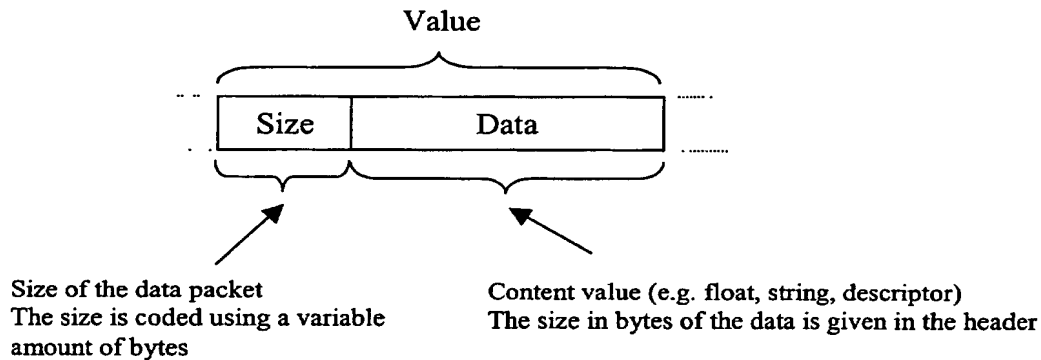 Value
Size
Data
Size of the data packet
The size is coded using a variable
amount of bytes
Content value (e.g. float, string, descriptor)
The size in bytes of the data is given in the header